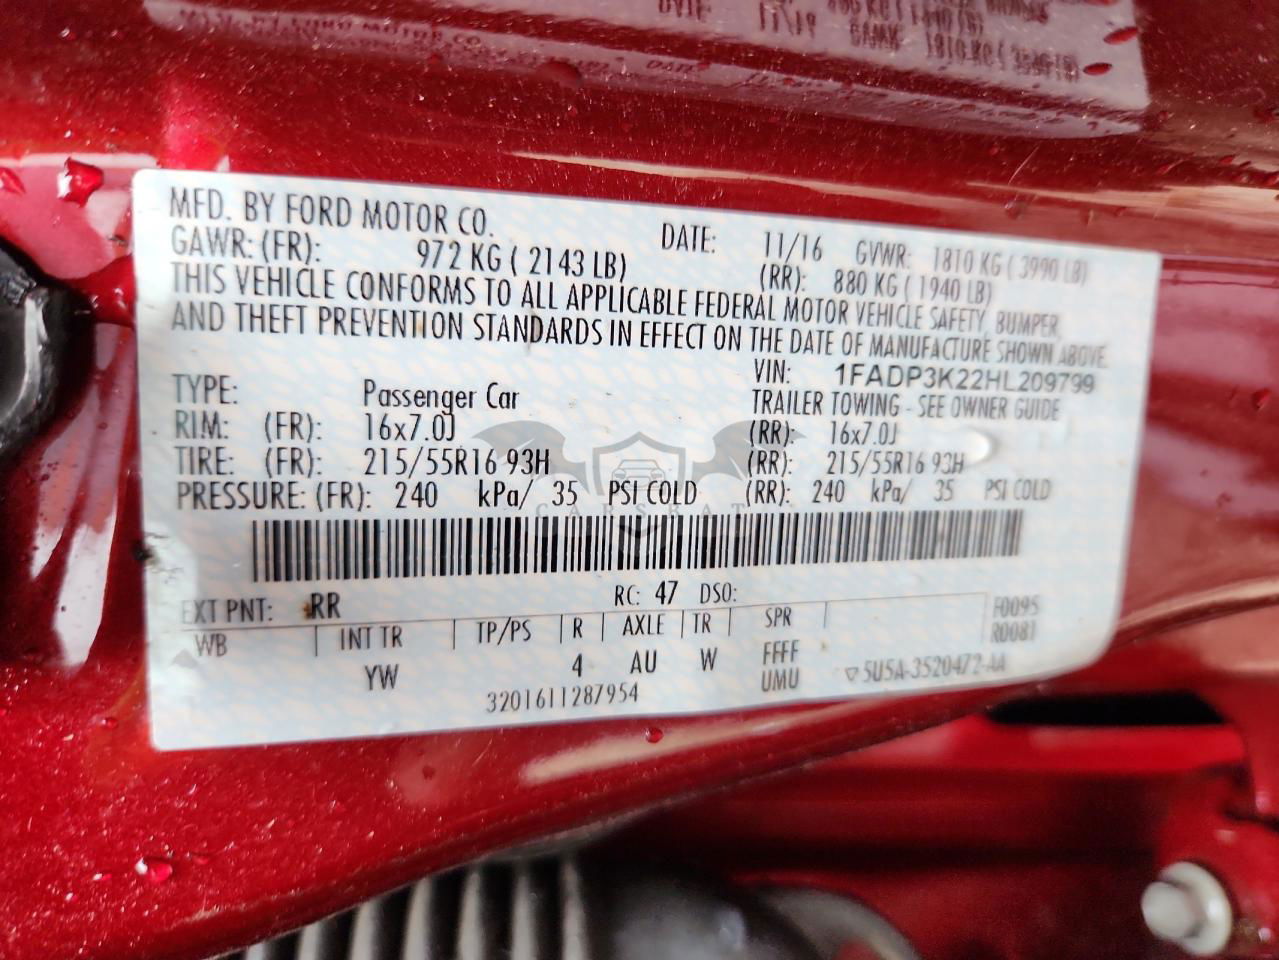 MFD. BY FORD MOTOR CO.
DATE: 11/16 GVWR: 1810 KG ( 3990 LB)
GAWR: (FR): 972 KG ( 2143 LB) (RR): 880 KG ( 1940 LB)
THIS VEHICLE CONFORMS TO ALL APPLICABLE FEDERAL MOTOR VEHICLE SAFETY, BUMPER,
AND THEFT PREVENTION STANDARDS IN EFFECT ON THE DATE OF MANUFACTURE SHOWN ABOVE.
VIN: 1FADP3K22HL209799
TYPE: Passenger Car TRAILER TOWING - SEE OWNER GUIDE
RIM: (FR): 16x7.0J (RR): 16x7.0J
TIRE: (FR): 215/55R16 93H (RR): 215/55R16 93H
PRESSURE: (FR): 240 kPa/ 35 PSI COLD (RR): 240 kPa/ 35 PSI COLD
CARSKAT
EXT PNT: RR RC: 47 DSO: F0095
WB INT TR TP/PS R AXLE TR SPR R0081
YW 4 AU W FFFF
UMU ▽5U5A-3520472-AA
3201611287954